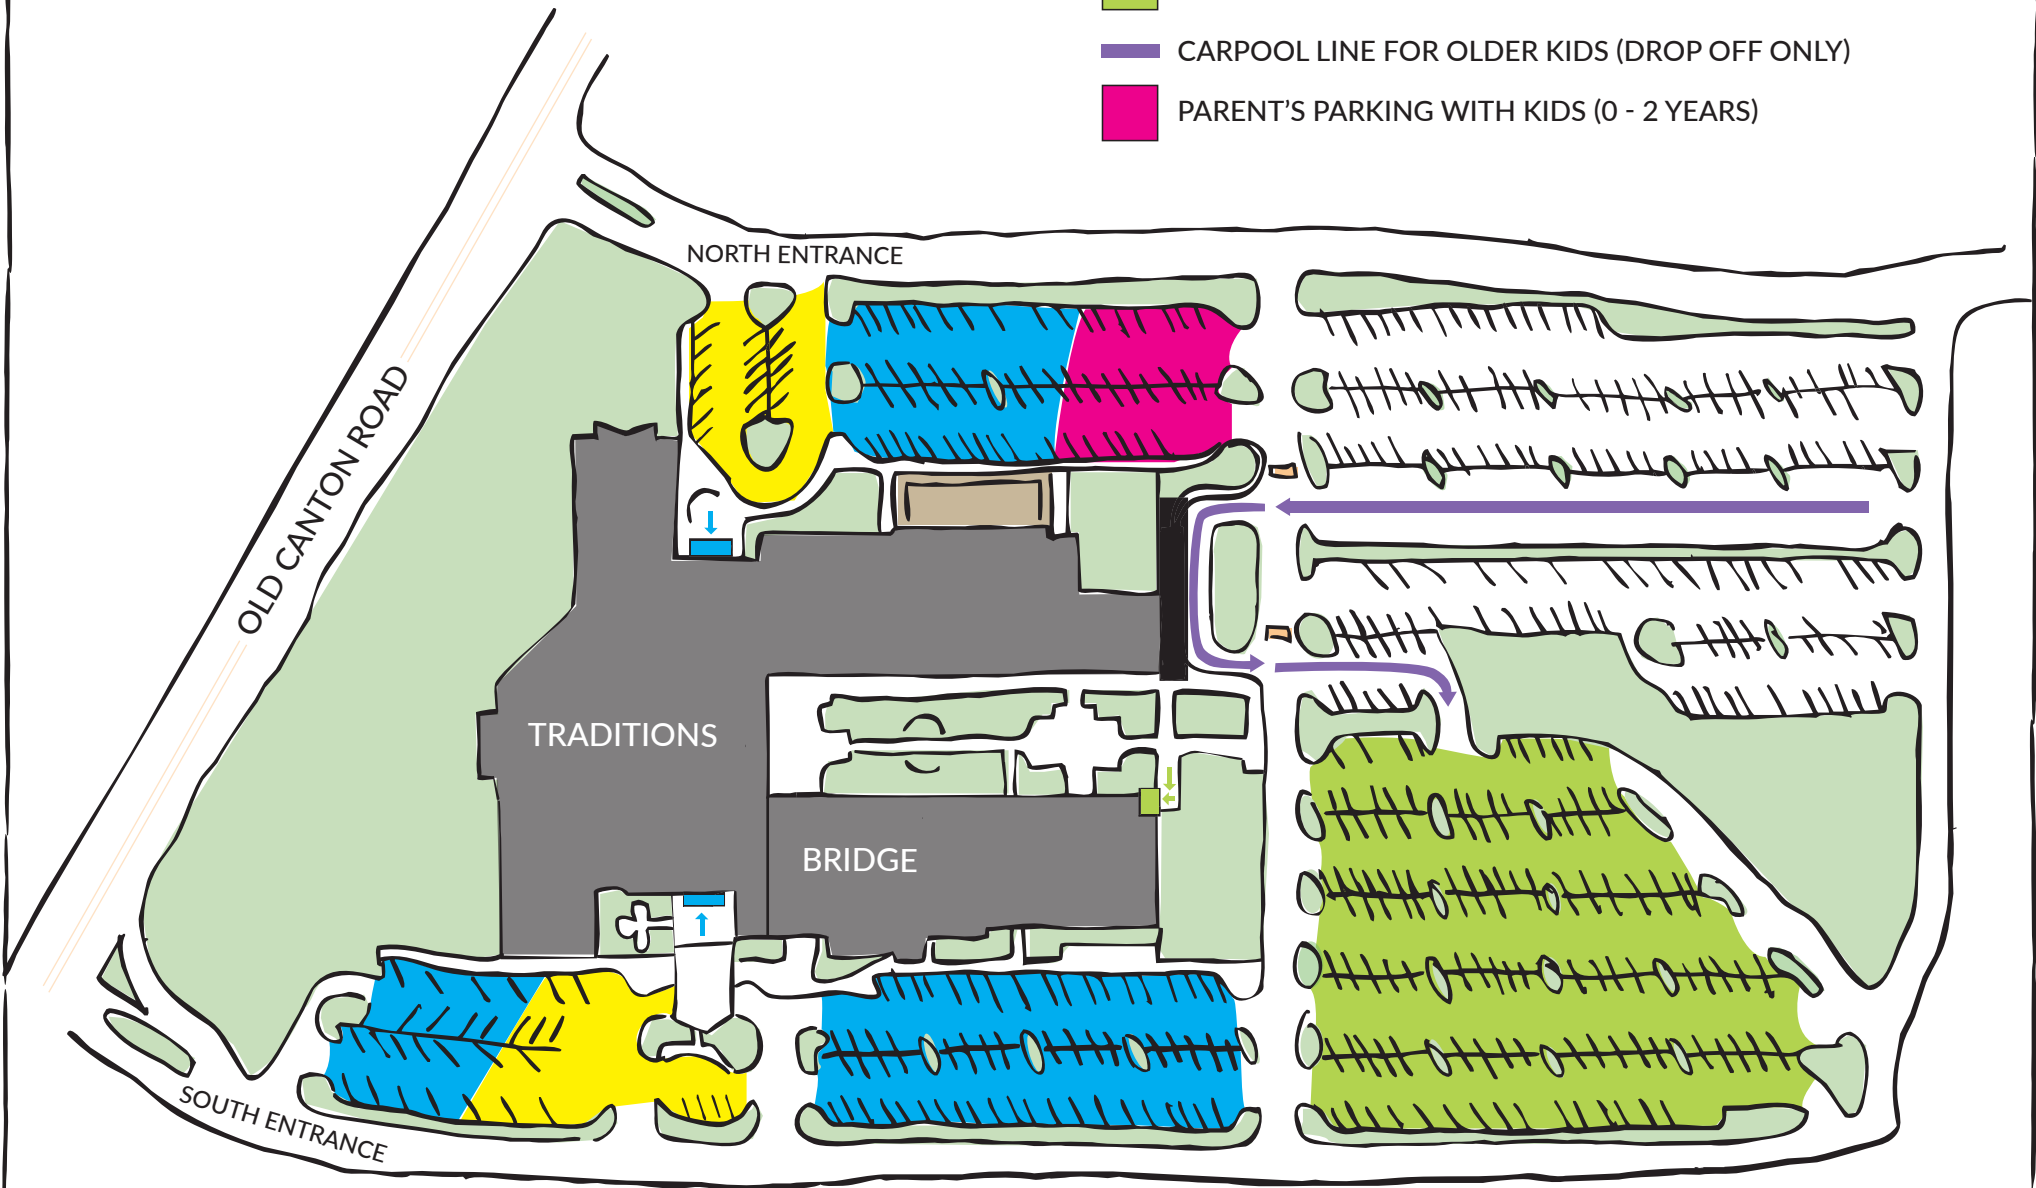 CARPOOL LINE FOR OLDER KIDS (DROP OFF ONLY)
PARENT’S PARKING WITH KIDS (0 - 2 YEARS)
NORTH ENTRANCE
OLD CANTON ROAD
TRADITIONS
BRIDGE
SOUTH ENTRANCE